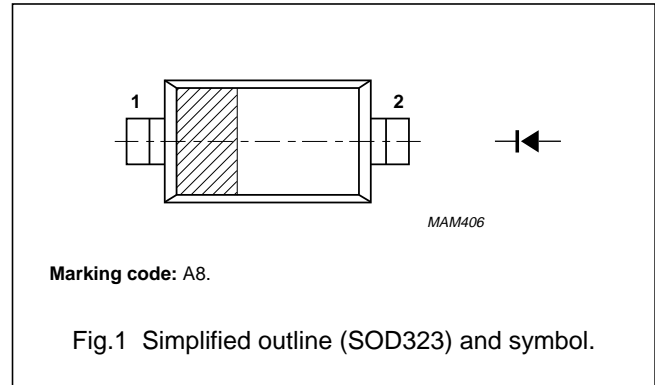 1
2
MAM406
Marking code: A8.
Fig.1 Simplified outline (SOD323) and symbol.